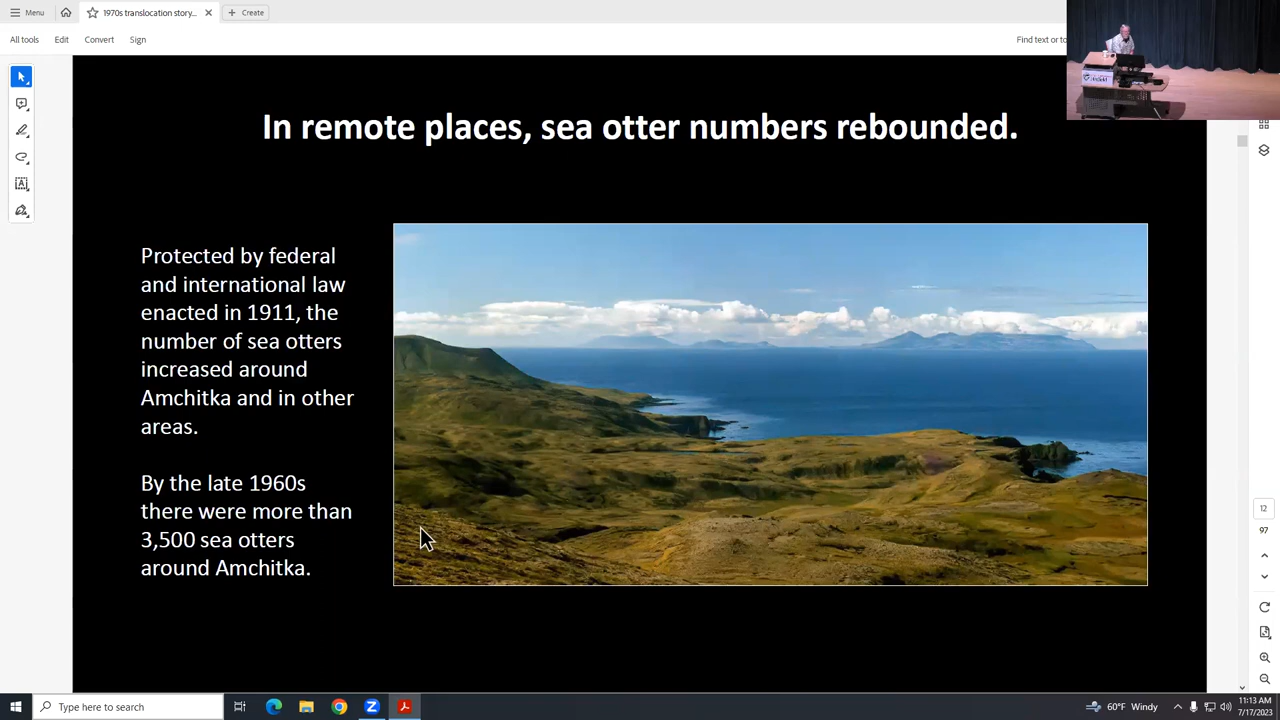 Menu
1970s translocation story...
Create
All tools
Edit
Convert
Sign
Find text or to
In remote places, sea otter numbers rebounded.
Protected by federal
and international law
enacted in 1911, the
number of sea otters
increased around
Amchitka and in other
areas.
By the late 1960s
there were more than
3,500 sea otters
around Amchitka.
12
97
Type here to search
60°F Windy
11:13 AM
7/17/2023